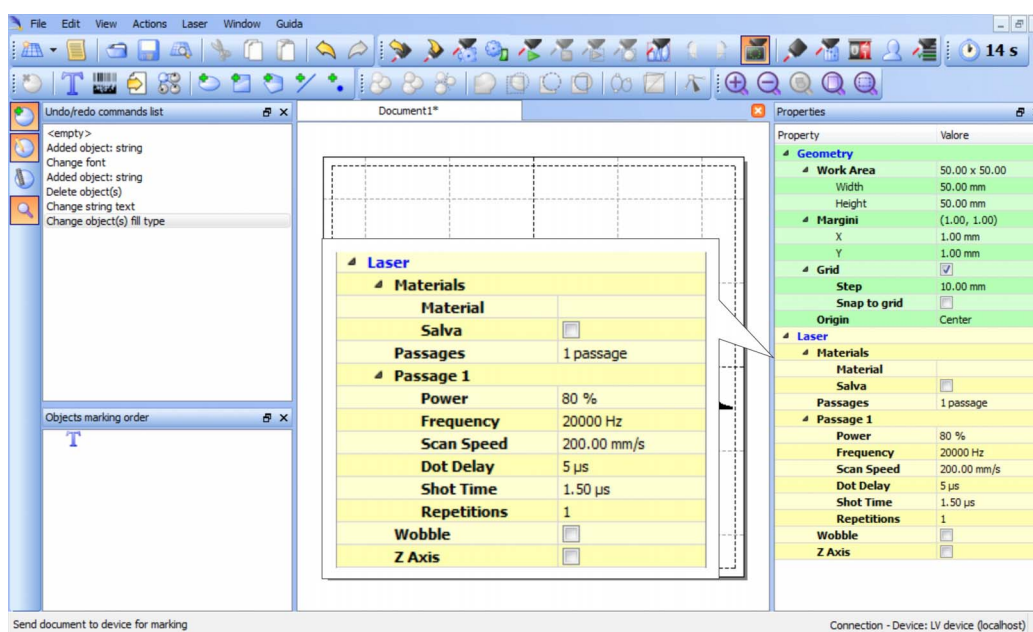 File Edit View Actions Laser Window Guida
14 s
Undo/redo commands list
<empty>
Added object: string
Change font
Added object: string
Delete object(s)
Change string text
Change object(s) fill type
Objects marking order
T
Document1*
Laser
Materials
Material
Salva
Passages 1 passage
Passage 1
Power 80 %
Frequency 20000 Hz
Scan Speed 200.00 mm/s
Dot Delay 5 µs
Shot Time 1.50 µs
Repetitions 1
Wobble
Z Axis
Properties
Property Valore
Geometry
Work Area 50.00 x 50.00
Width 50.00 mm
Height 50.00 mm
Margini (1.00, 1.00)
X 1.00 mm
Y 1.00 mm
Grid
Step 10.00 mm
Snap to grid
Origin Center
Laser
Materials
Material
Salva
Passages 1 passage
Passage 1
Power 80 %
Frequency 20000 Hz
Scan Speed 200.00 mm/s
Dot Delay 5 µs
Shot Time 1.50 µs
Repetitions 1
Wobble
Z Axis
Send document to device for marking
Connection - Device: LV device (localhost)